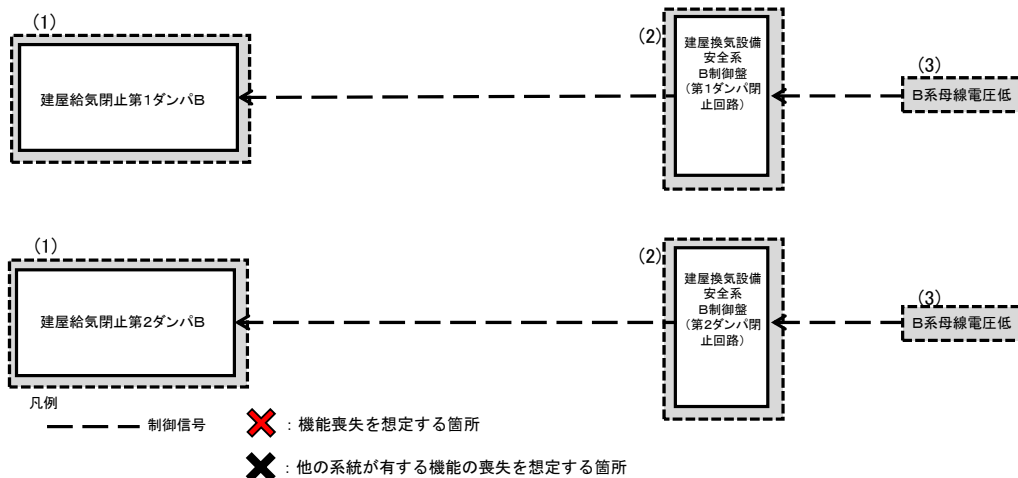 (1)
建屋給気閉止第1ダンパB
(2)
建屋換気設備
安全系
B制御盤
(第1ダンパ閉
止回路)
(3)
B系母線電圧低
(1)
建屋給気閉止第2ダンパB
(2)
建屋換気設備
安全系
B制御盤
(第2ダンパ閉
止回路)
(3)
B系母線電圧低
凡例
制御信号
：機能喪失を想定する箇所
：他の系統が有する機能の喪失を想定する箇所